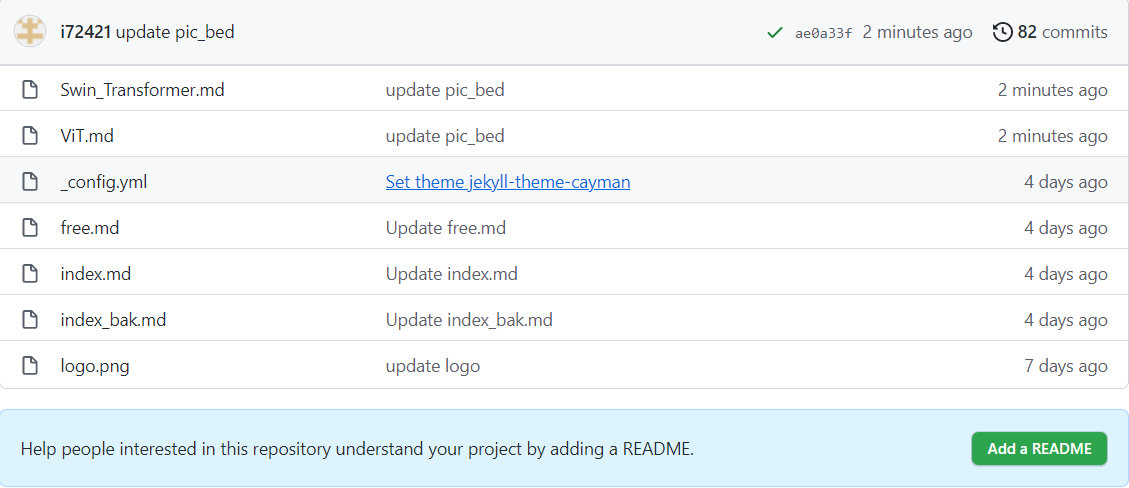 i72421 update pic_bed ae0a33f 2 minutes ago 82 commits
Swin_Transformer.md update pic_bed 2 minutes ago
ViT.md update pic_bed 2 minutes ago
_config.yml Set theme jekyll-theme-cayman 4 days ago
free.md Update free.md 4 days ago
index.md Update index.md 4 days ago
index_bak.md Update index_bak.md 4 days ago
logo.png update logo 7 days ago
Help people interested in this repository understand your project by adding a README. Add a README